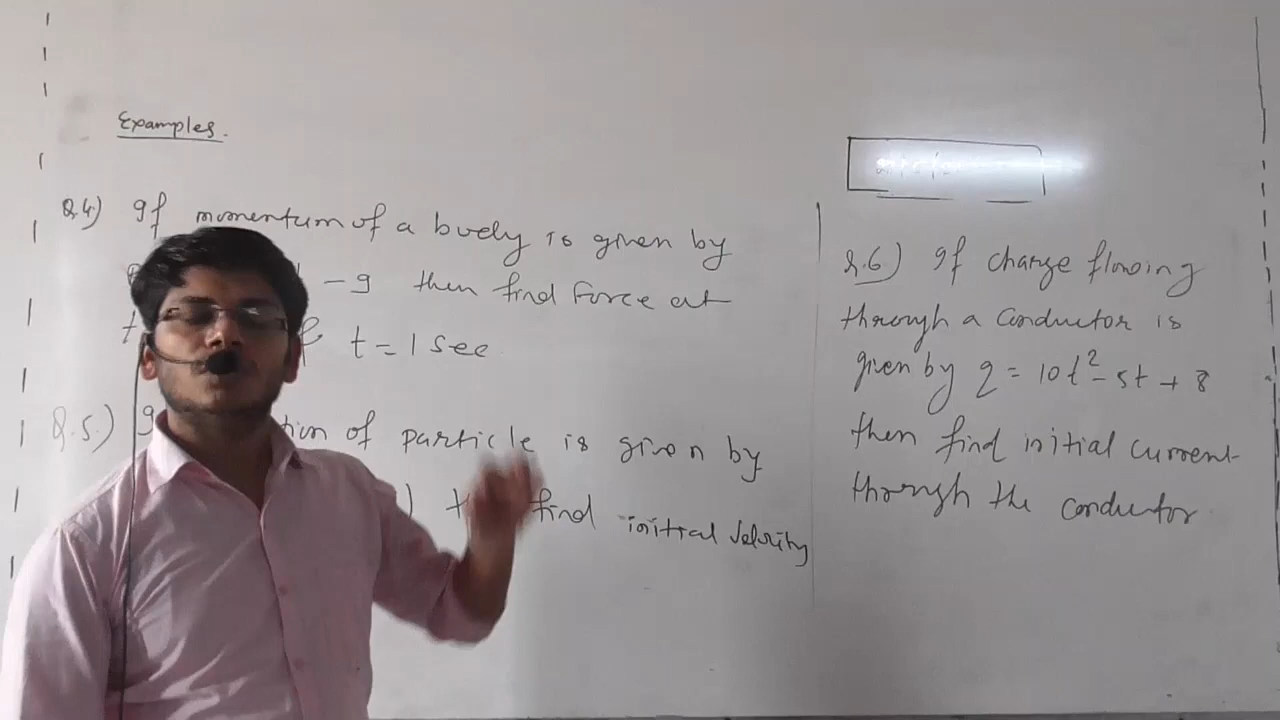 Examples.
Q.4) If momentum of a body is given by
-9 then find Force at
t = 1 sec
Q.5.) of particle is given by
) find initial velocity
Q.6) If charge flowing
through a conductor is
given by q = 10t² - 5t + 8
then find initial current
through the conductor